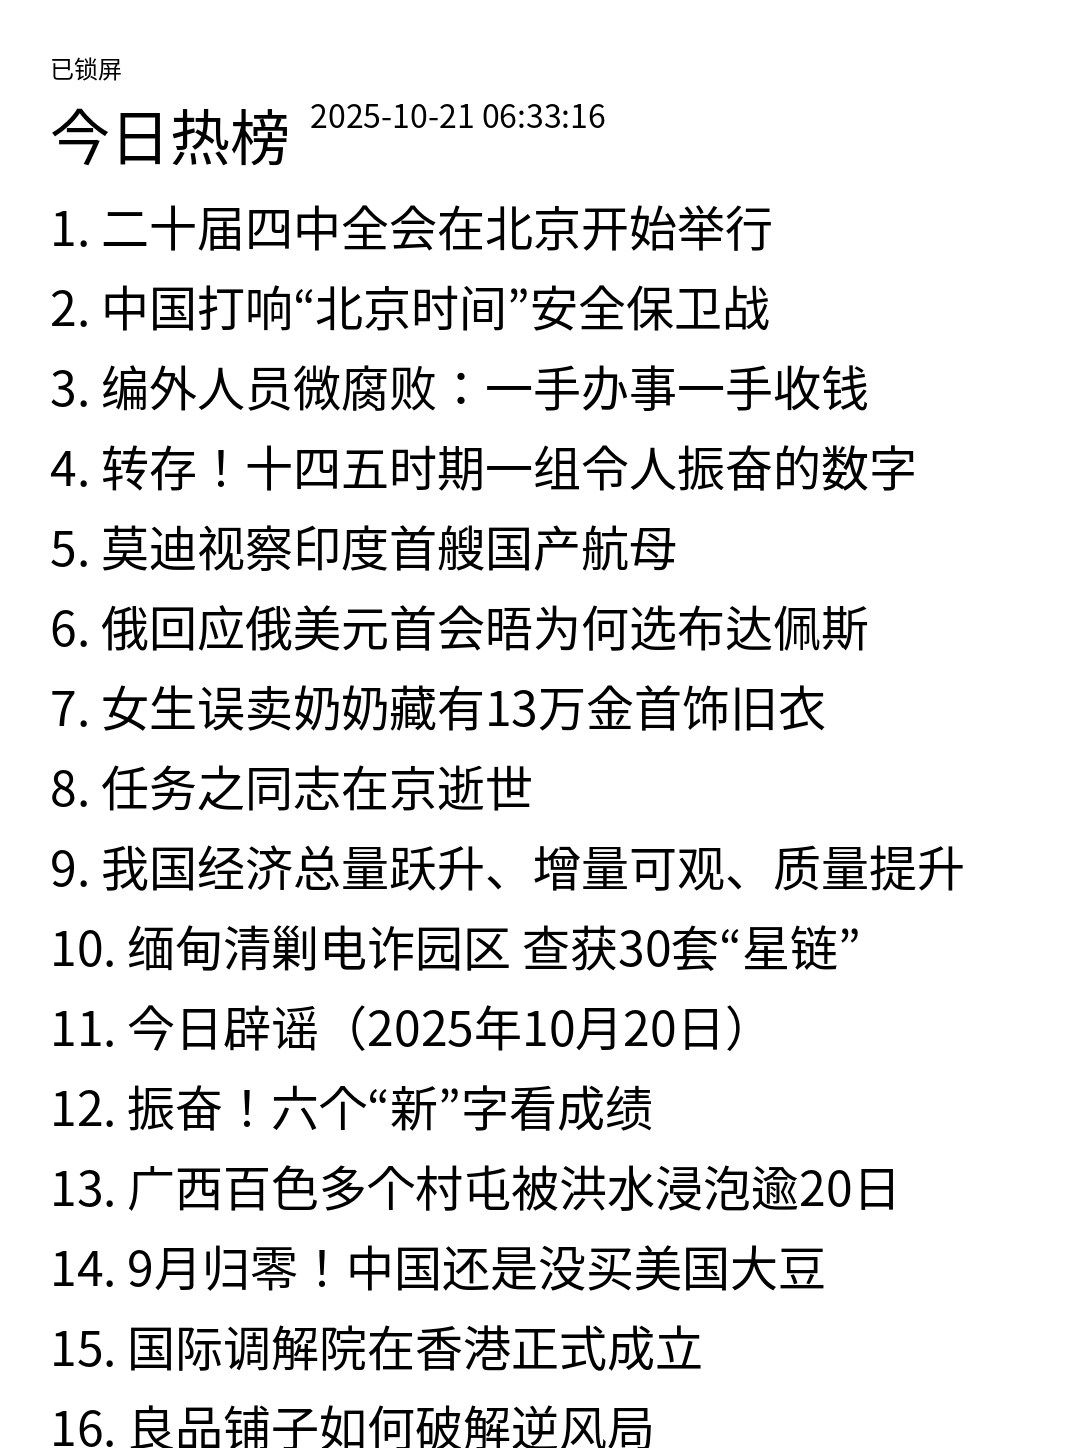 已锁屏
今日热榜 2025-10-21 06:33:16
1. 二十届四中全会在北京开始举行
2. 中国打响“北京时间”安全保卫战
3. 编外人员微腐败：一手办事一手收钱
4. 转存！十四五时期一组令人振奋的数字
5. 莫迪视察印度首艘国产航母
6. 俄回应俄美元首会晤为何选布达佩斯
7. 女生误卖奶奶藏有13万金首饰旧衣
8. 任务之同志在京逝世
9. 我国经济总量跃升、增量可观、质量提升
10. 缅甸清剿电诈园区 查获30套“星链”
11. 今日辟谣（2025年10月20日）
12. 振奋！六个“新”字看成绩
13. 广西百色多个村屯被洪水浸泡逾20日
14. 9月归零！中国还是没买美国大豆
15. 国际调解院在香港正式成立
16. 良品铺子如何破解逆风局